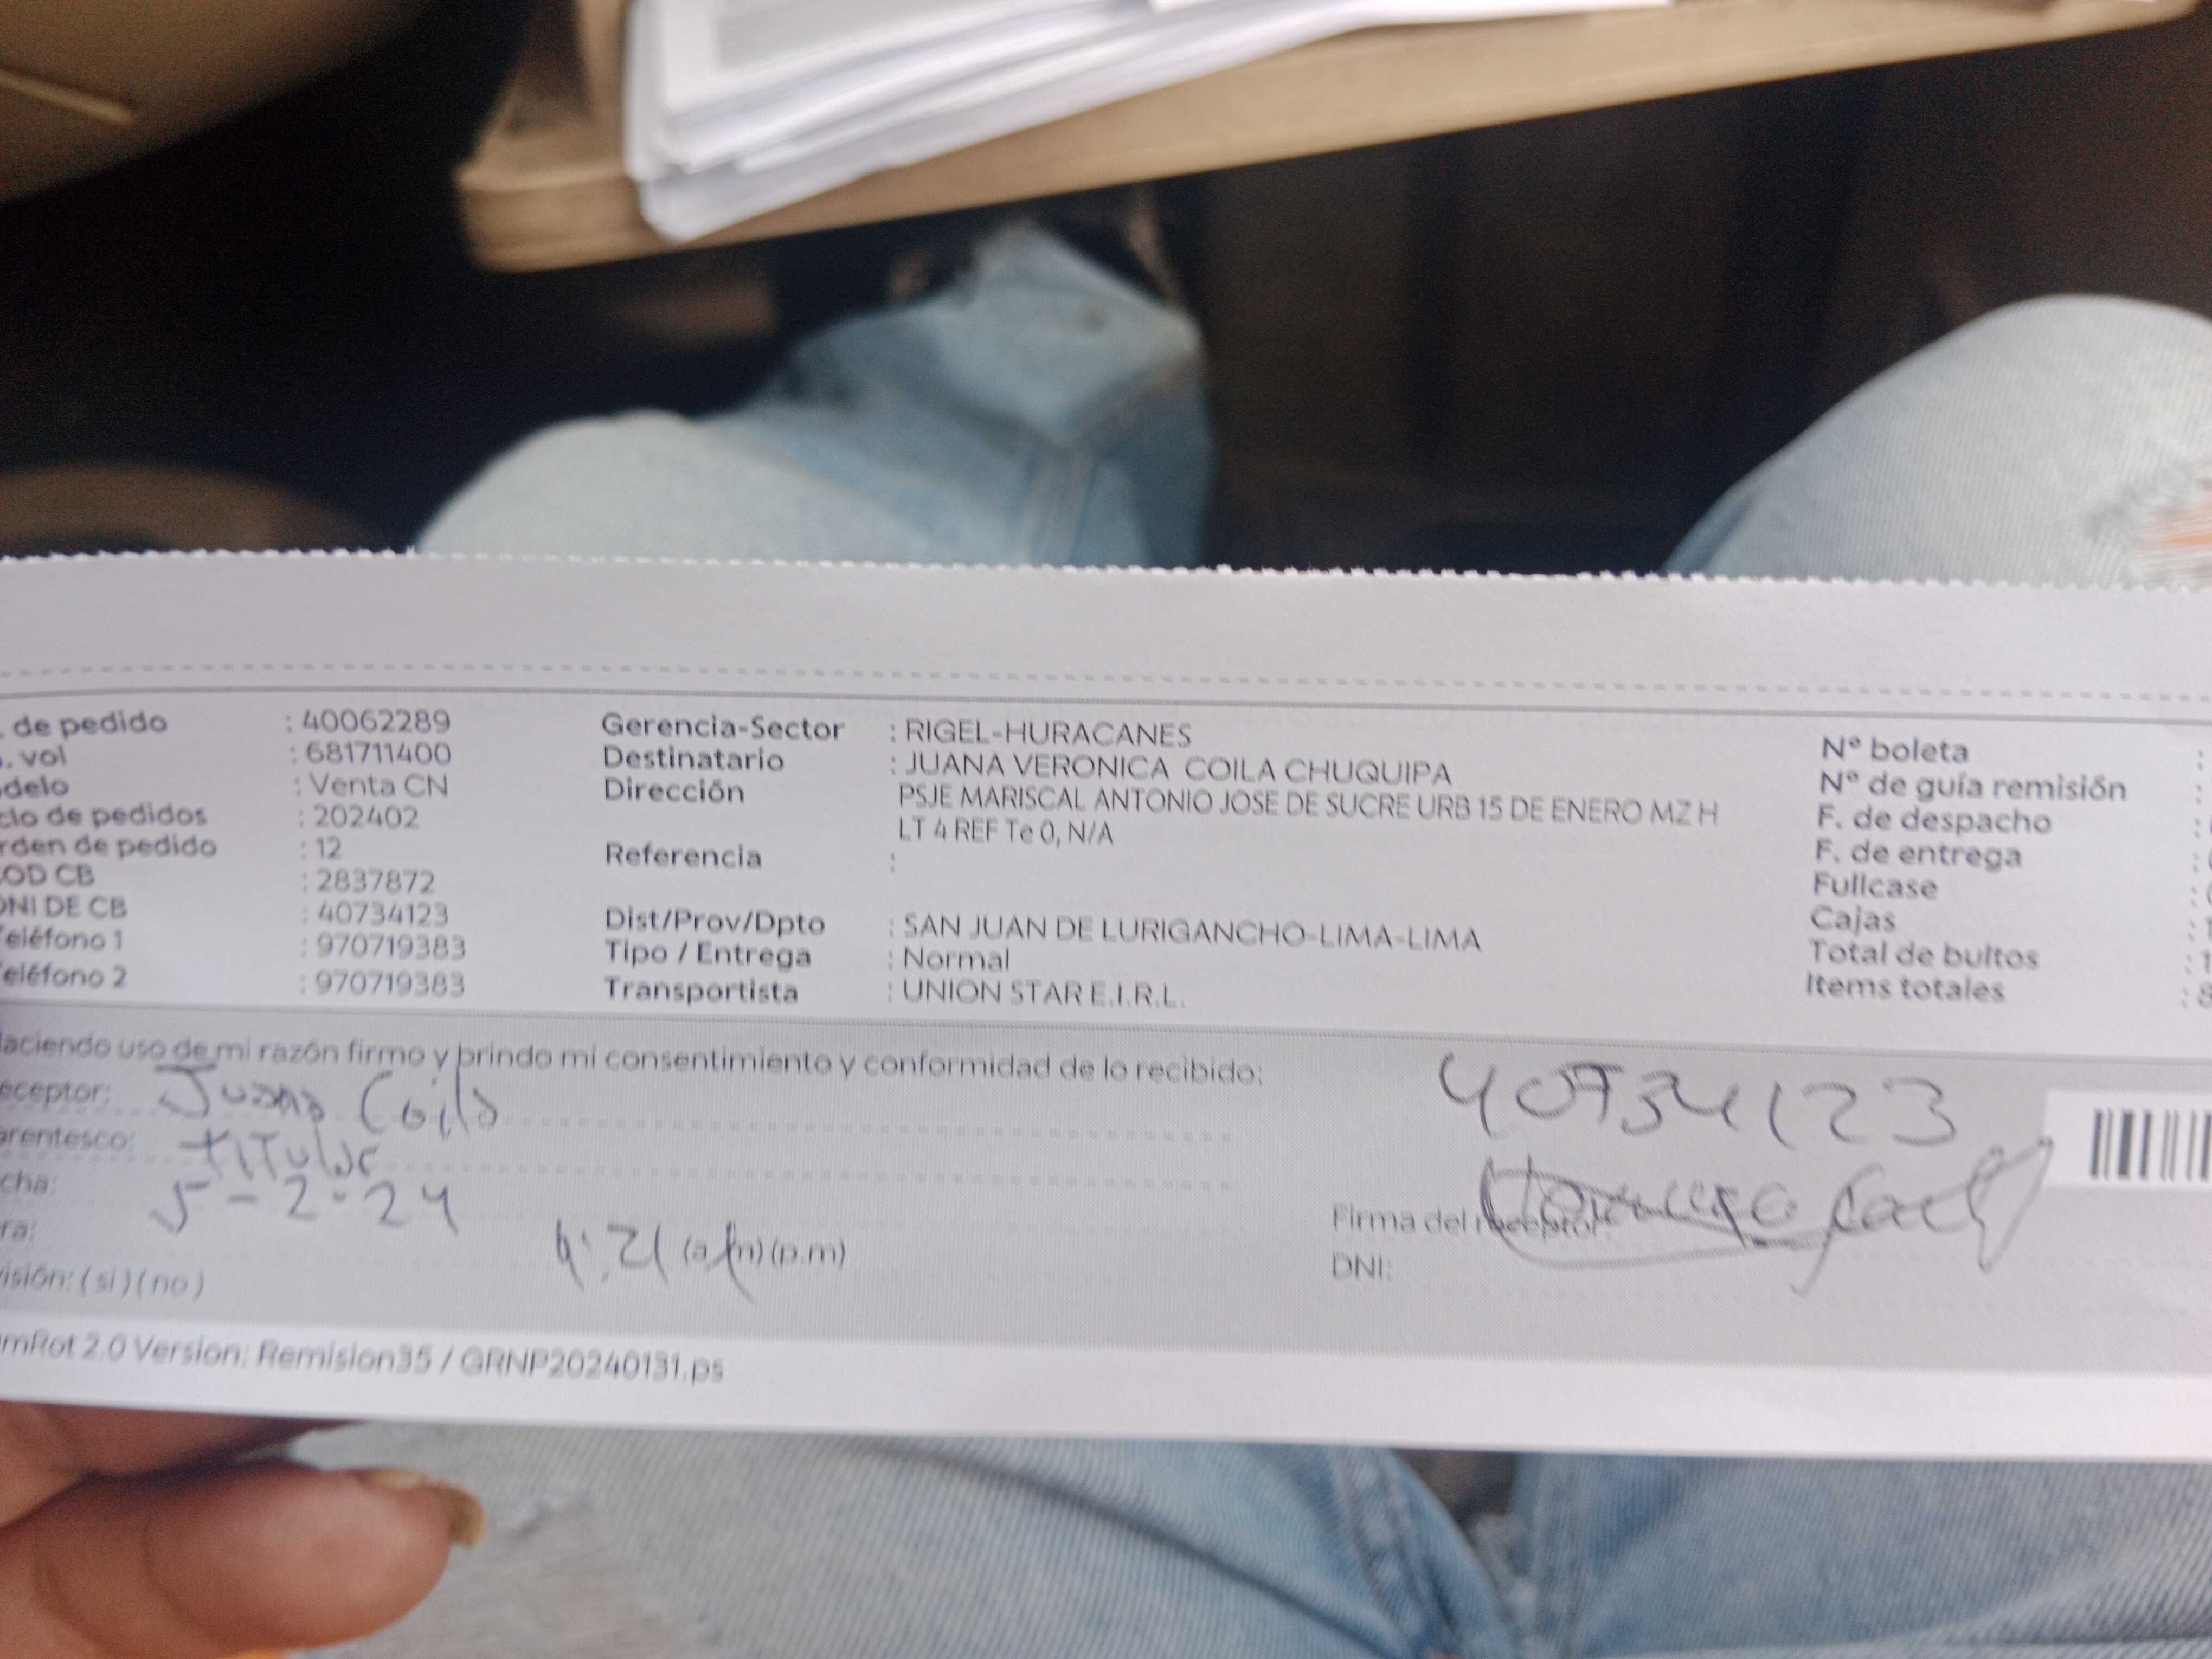 . de pedido : 40062289 Gerencia-Sector : RIGEL-HURACANES Nº boleta :
. vol : 681711400 Destinatario : JUANA VERONICA COILA CHUQUIPA Nº de guía remisión :
delo : Venta CN Dirección PSJE MARISCAL ANTONIO JOSE DE SUCRE URB 15 DE ENERO MZ H F. de despacho :
clo de pedidos : 202402 LT 4 REF Te 0, N/A F. de entrega :
rden de pedido : 12 Referencia : Fullcase :
OD CB : 2837872 Cajas : 1
DNI DE CB : 40734123 Dist/Prov/Dpto : SAN JUAN DE LURIGANCHO-LIMA-LIMA Total de bultos : 1
eléfono 1 : 970719383 Tipo / Entrega : Normal Items totales : 8
eléfono 2 : 970719383 Transportista : UNION STAR E.I.R.L.
aciendo uso de mi razón firmo y brindo mi consentimiento y conformidad de lo recibido:
eceptor: Juana Coila 40734123
arentesco: titular
cha: 5-2-24 Firma del receptor:
ra: (a.m) (p.m) DNI:
isión: ( si ) ( no )
mRot 2.0 Version: Remision35 / GRNP20240131.ps